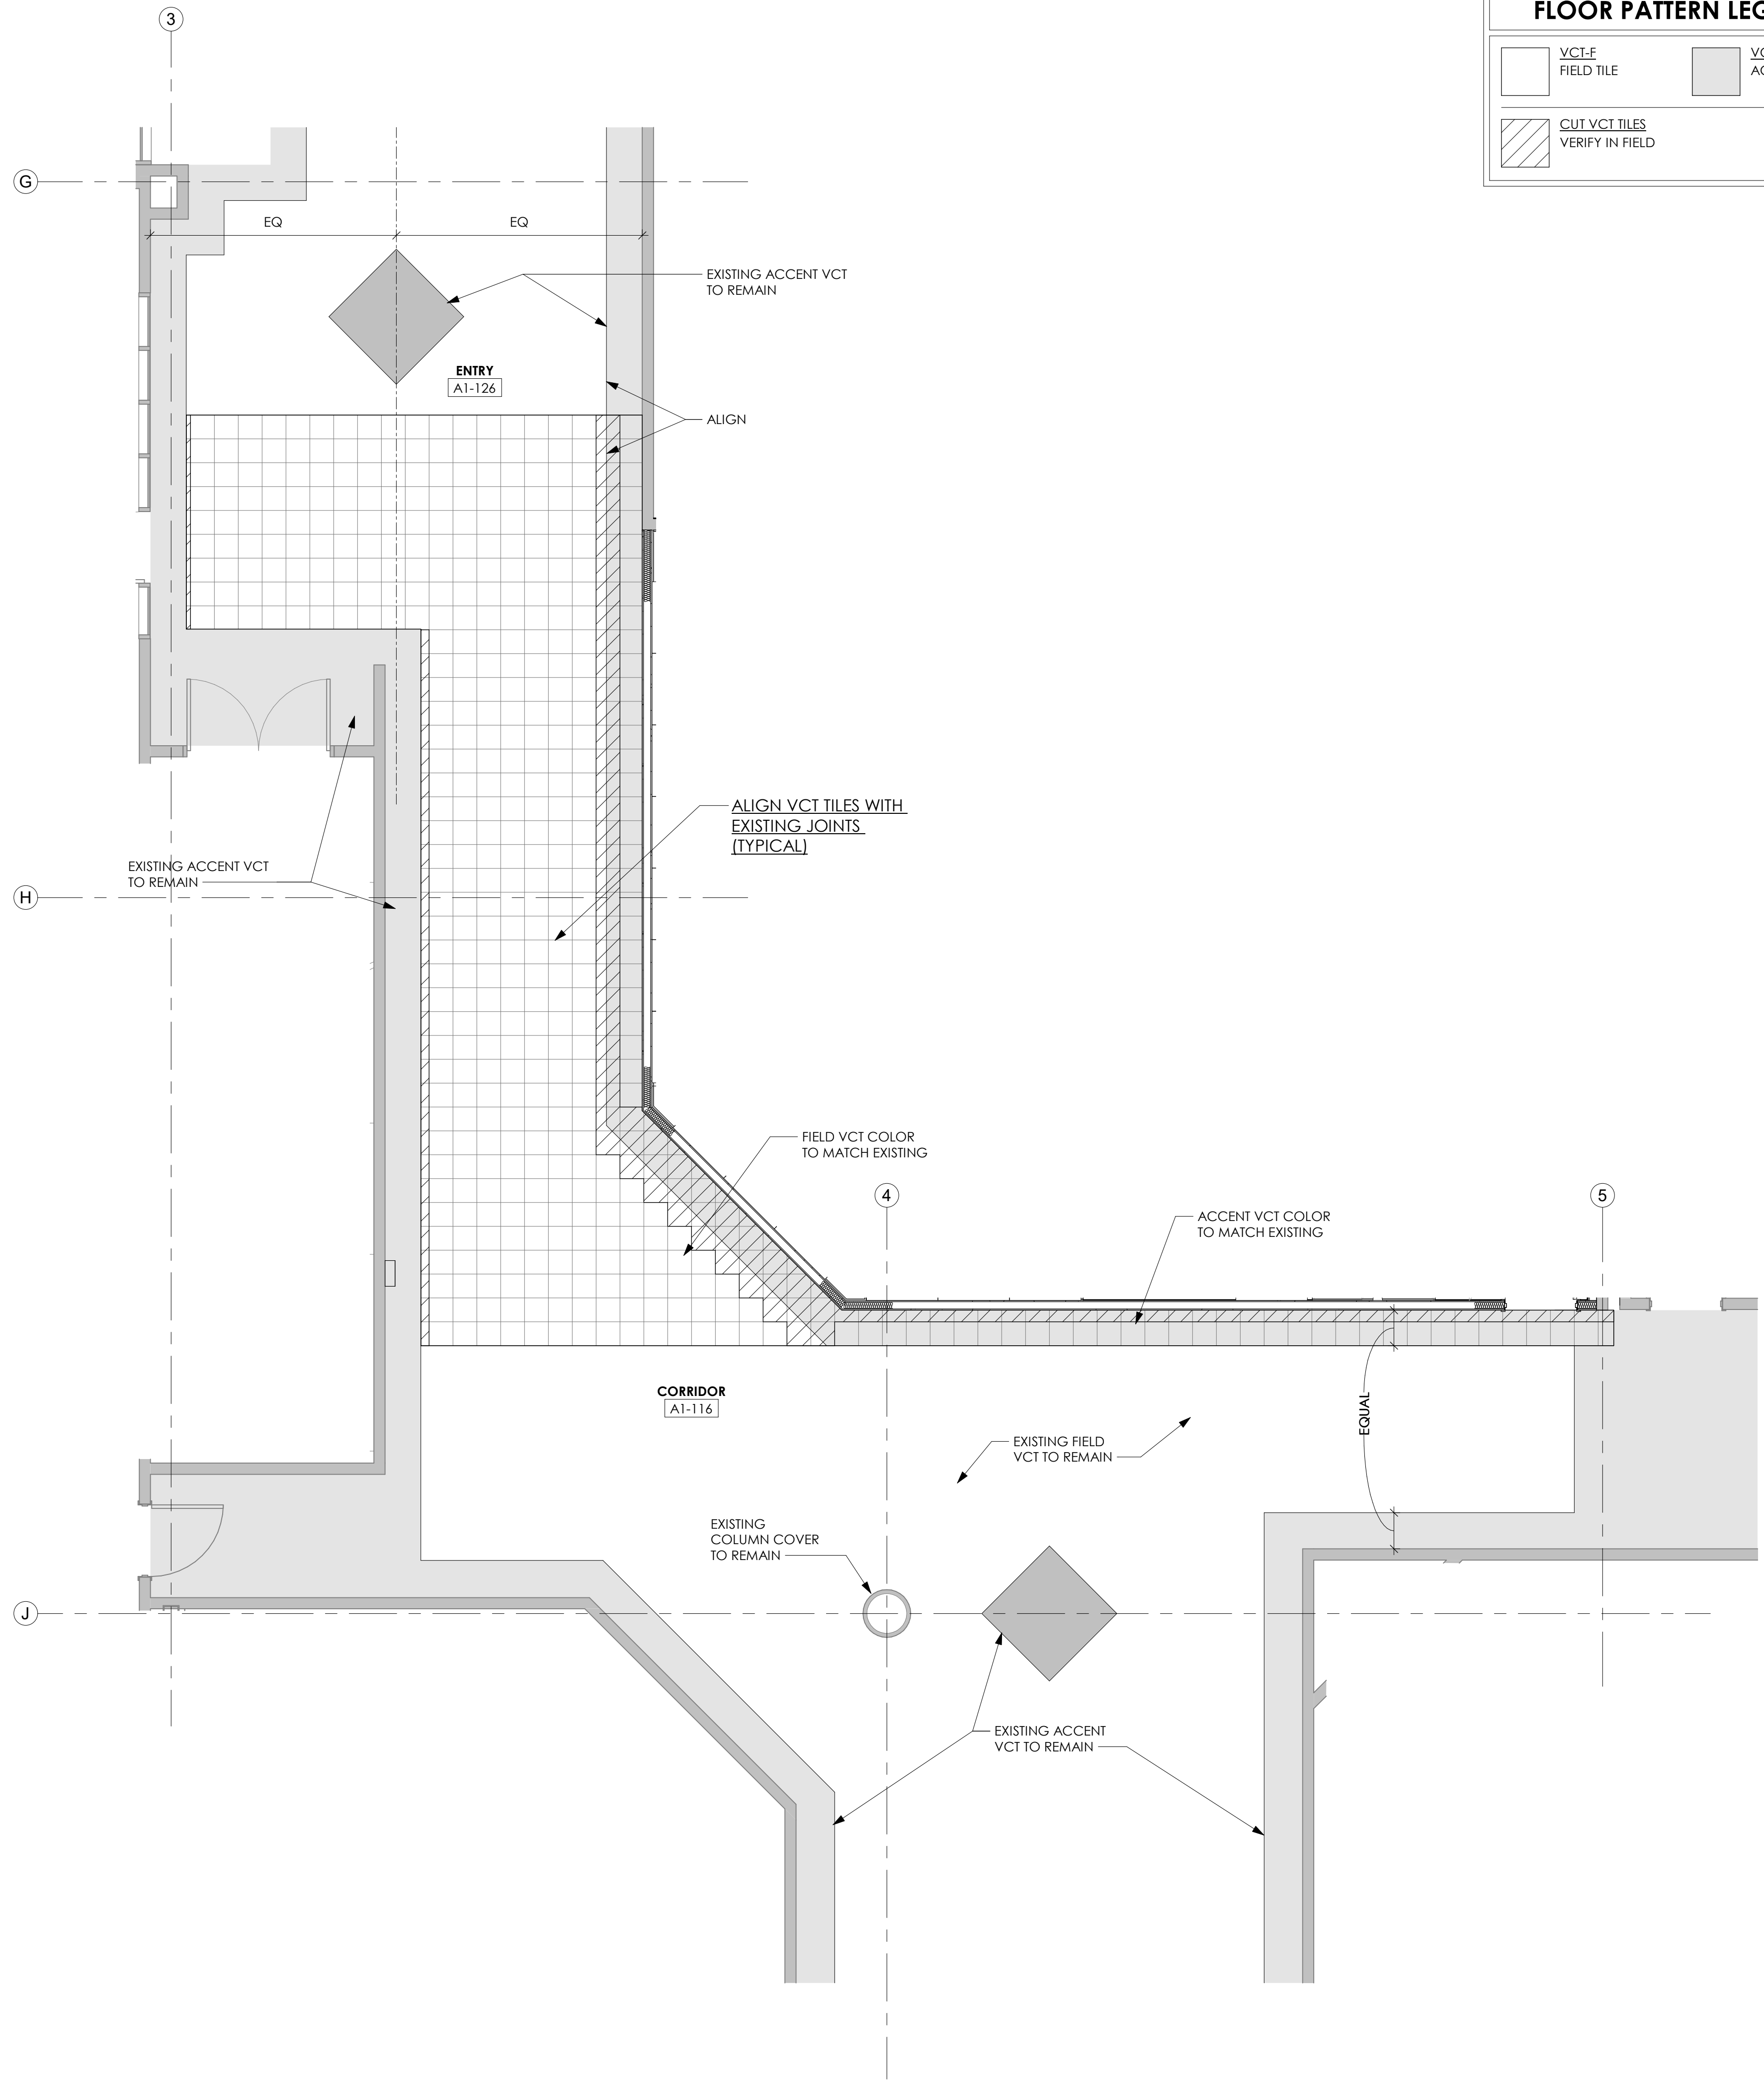 FLOOR PATTERN
VCT-F
FIELD TILE
CUT VCT TILES
VERIFY IN FIELD
3
G
EQ
EQ
EXISTING ACCENT VCT
TO REMAIN
ENTRY
A1-126
ALIGN
ALIGN VCT TILES WITH
EXISTING JOINTS
(TYPICAL)
EXISTING ACCENT VCT
TO REMAIN
H
FIELD VCT COLOR
TO MATCH EXISTING
4
5
ACCENT VCT COLOR
TO MATCH EXISTING
CORRIDOR
A1-116
EQUAL
EXISTING FIELD
VCT TO REMAIN
EXISTING
COLUMN COVER
TO REMAIN
J
EXISTING ACCENT
VCT TO REMAIN